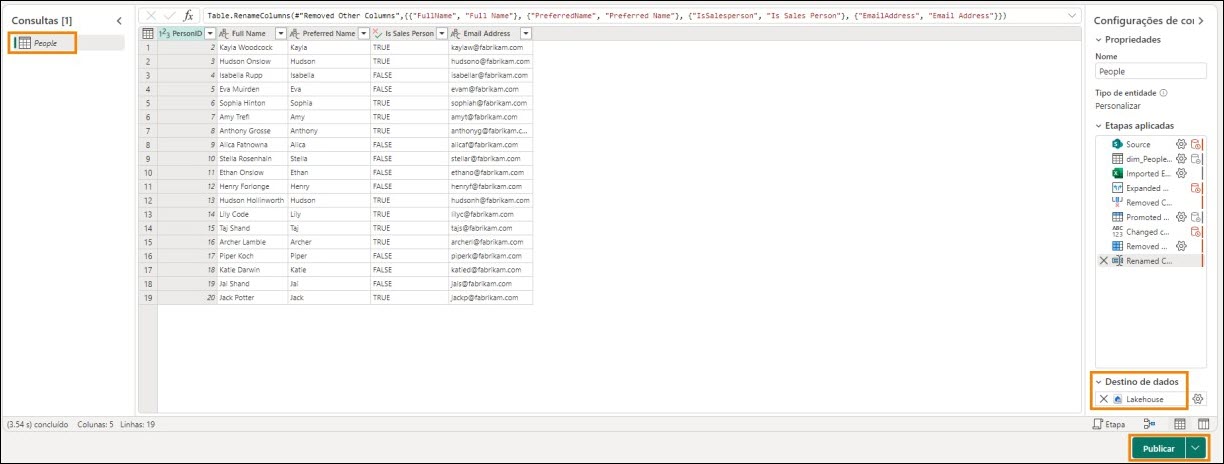 Consultas [1]
People
fx Table.RenameColumns(#"Removed Other Columns",{{"FullName", "Full Name"}, {"PreferredName", "Preferred Name"}, {"IsSalesperson", "Is Sales Person"}, {"EmailAddress", "Email Address"}})
1²3 PersonID ABC Full Name ABC Preferred Name Is Sales Person ABC Email Address
1 2 Kayla Woodcock Kayla TRUE kaylaw@fabrikam.com
2 3 Hudson Onslow Hudson TRUE hudsono@fabrikam.com
3 4 Isabella Rupp Isabella FALSE isabellar@fabrikam.com
4 5 Eva Muirden Eva FALSE evam@fabrikam.com
5 6 Sophia Hinton Sophia TRUE sophiah@fabrikam.com
6 7 Amy Trefl Amy TRUE amyt@fabrikam.com
7 8 Anthony Grosse Anthony TRUE anthonyg@fabrikam.c...
8 9 Alica Fatnowna Alica FALSE alicaf@fabrikam.com
9 10 Stella Rosenhain Stella FALSE stellar@fabrikam.com
10 11 Ethan Onslow Ethan FALSE ethano@fabrikam.com
11 12 Henry Forlonge Henry FALSE henryf@fabrikam.com
12 13 Hudson Hollinworth Hudson TRUE hudsonh@fabrikam.com
13 14 Lily Code Lily TRUE lilyc@fabrikam.com
14 15 Taj Shand Taj TRUE tajs@fabrikam.com
15 16 Archer Lamble Archer TRUE archerl@fabrikam.com
16 17 Piper Koch Piper FALSE piperk@fabrikam.com
17 18 Katie Darwin Katie FALSE katied@fabrikam.com
18 19 Jai Shand Jai FALSE jais@fabrikam.com
19 20 Jack Potter Jack TRUE jackp@fabrikam.com
Configurações de co
Propriedades
Nome
People
Tipo de entidade
Personalizar
Etapas aplicadas
Source
dim_People...
Imported E...
Expanded ...
Removed C...
Promoted ...
ABC 123 Changed c...
Removed ...
Renamed C...
Destino de dados
Lakehouse
(3.54 s) concluído Colunas: 5 Linhas: 19
Etapa
Publicar